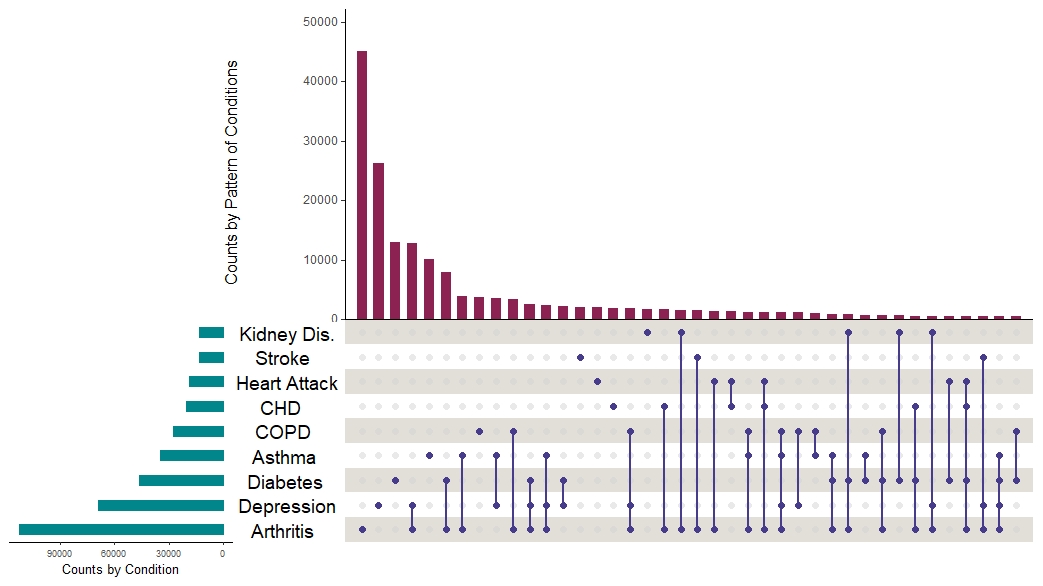 Counts by Pattern of Conditions
50000
40000
30000
20000
10000
0
Kidney Dis.
Stroke
Heart Attack
CHD
COPD
Asthma
Diabetes
Depression
Arthritis
90000 60000 30000 0
Counts by Condition